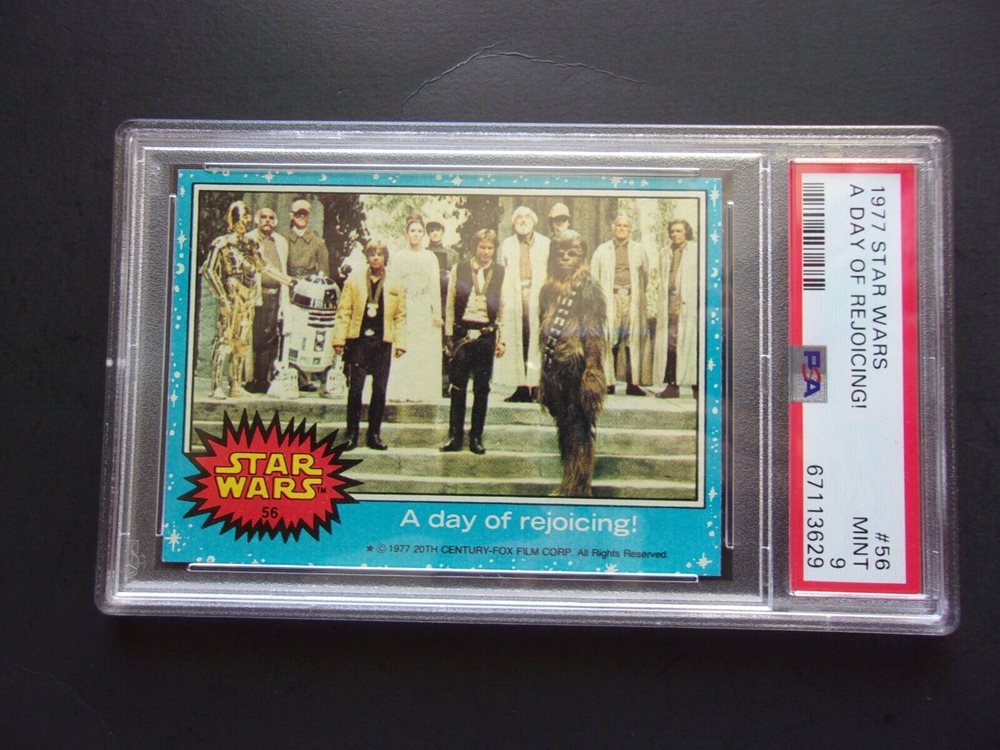 STAR
WARS™
56
A day of rejoicing!
★ © 1977 20TH CENTURY-FOX FILM CORP. All Rights Reserved.
1977 STAR WARS #56
A DAY OF REJOICING! MINT
9
PSA
67113629